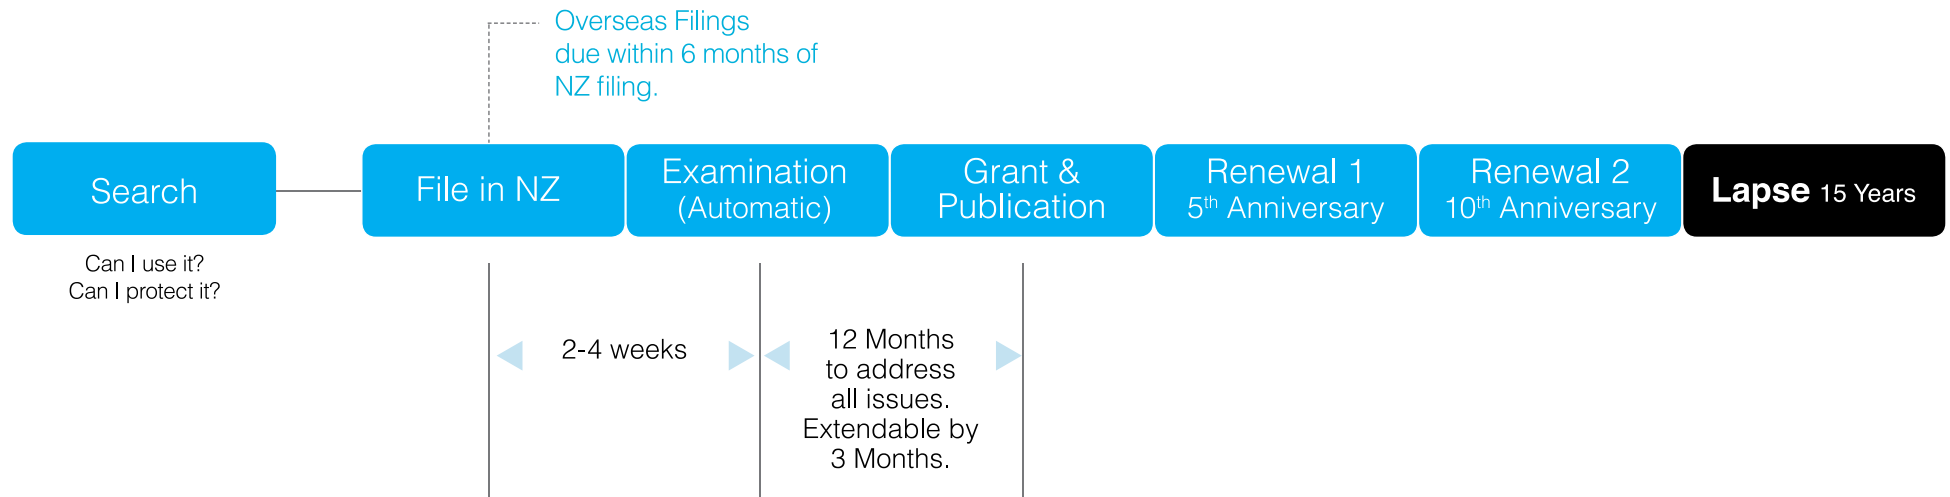 Overseas Filings
due within 6 months of
NZ filing.
Search
File in NZ
Examination
(Automatic)
Grant &
Publication
Renewal 1
5th Anniversary
Renewal 2
10th Anniversary
Lapse 15 Years
Can I use it?
Can I protect it?
2-4 weeks
12 Months
to address
all issues.
Extendable by
3 Months.